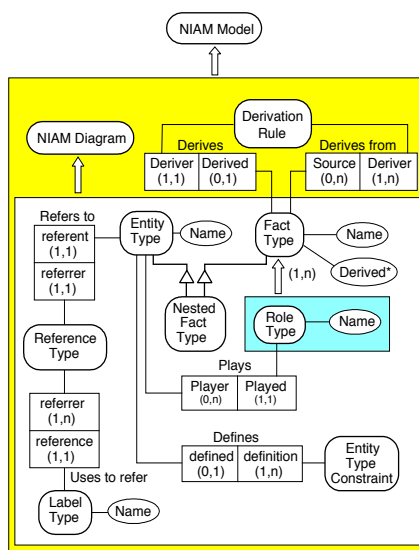 NIAM Model
Derivation
Rule
NIAM Diagram
Derives
Derives from
Deriver
(1,1)
Derived
(0,1)
Source
(0,n)
Deriver
(1,n)
Refers to
referent
(1,1)
referrer
(1,1)
Entity
Type
Name
Fact
Type
Name
Derived*
(1,n)
Nested
Fact
Type
Role
Type
Name
Reference
Type
Plays
Player
(0,n)
Played
(1,1)
referrer
(1,n)
reference
(1,1)
Defines
defined
(0,1)
definition
(1,n)
Entity
Type
Constraint
Uses to refer
Label
Type
Name